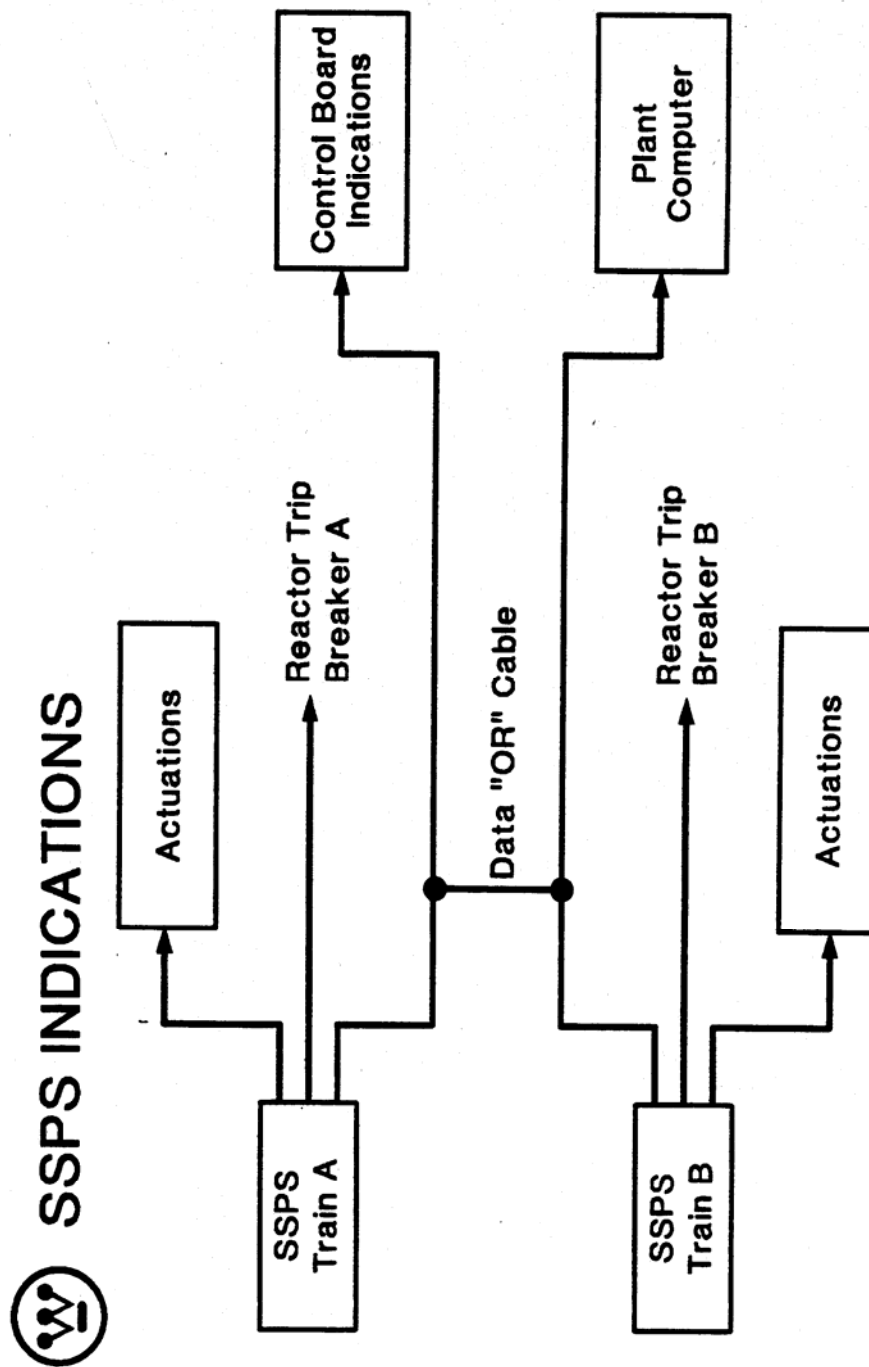 SSPS INDICATIONS
Actuations
SSPS
Train A
Reactor Trip
Breaker A
Control Board
Indications
Data "OR" Cable
SSPS
Train B
Reactor Trip
Breaker B
Plant
Computer
Actuations